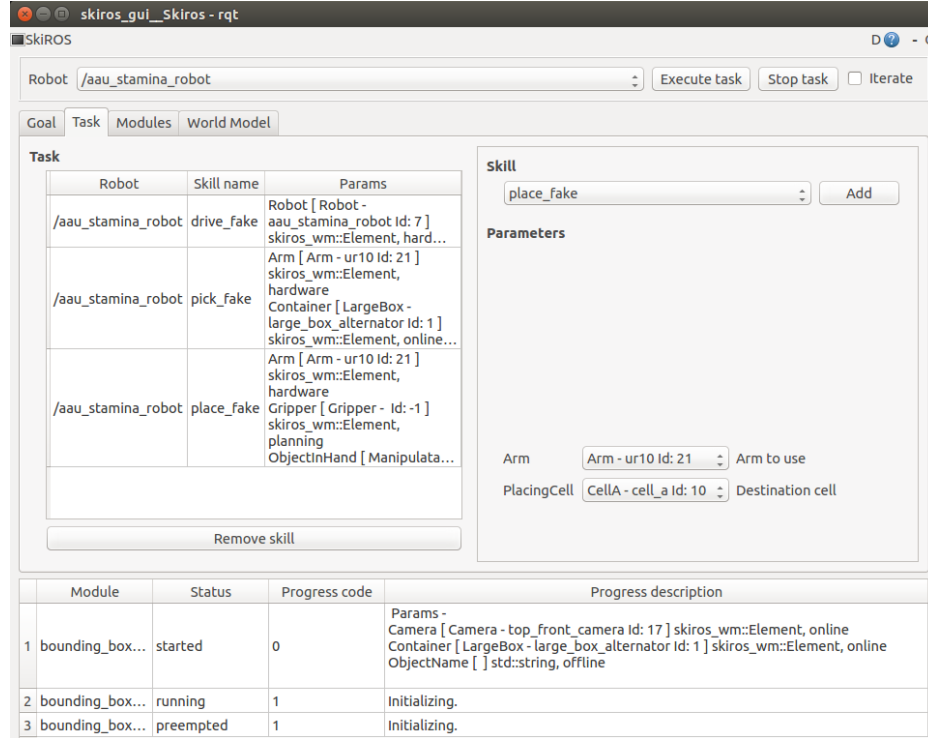 skiros_gui__Skiros - rqt
SkiROS
D
-
Robot /aau_stamina_robot Execute task Stop task Iterate
Goal Task Modules World Model
Task
Robot Skill name Params
/aau_stamina_robot drive_fake
Robot [ Robot -
aau_stamina_robot Id: 7 ]
skiros_wm::Element, hard...
/aau_stamina_robot pick_fake
Arm [ Arm - ur10 Id: 21 ]
skiros_wm::Element,
hardware
Container [ LargeBox -
large_box_alternator Id: 1 ]
skiros_wm::Element, online...
/aau_stamina_robot place_fake
Arm [ Arm - ur10 Id: 21 ]
skiros_wm::Element,
hardware
Gripper [ Gripper - Id: -1 ]
skiros_wm::Element,
planning
ObjectInHand [ Manipulata...
Remove skill
Skill
place_fake Add
Parameters
Arm Arm - ur10 Id: 21 Arm to use
PlacingCell CellA - cell_a Id: 10 Destination cell
Module Status Progress code Progress description
1 bounding_box... started 0
Params -
Camera [ Camera - top_front_camera Id: 17 ] skiros_wm::Element, online
Container [ LargeBox - large_box_alternator Id: 1 ] skiros_wm::Element, online
ObjectName [ ] std::string, offline
2 bounding_box... running 1 Initializing.
3 bounding_box... preempted 1 Initializing.